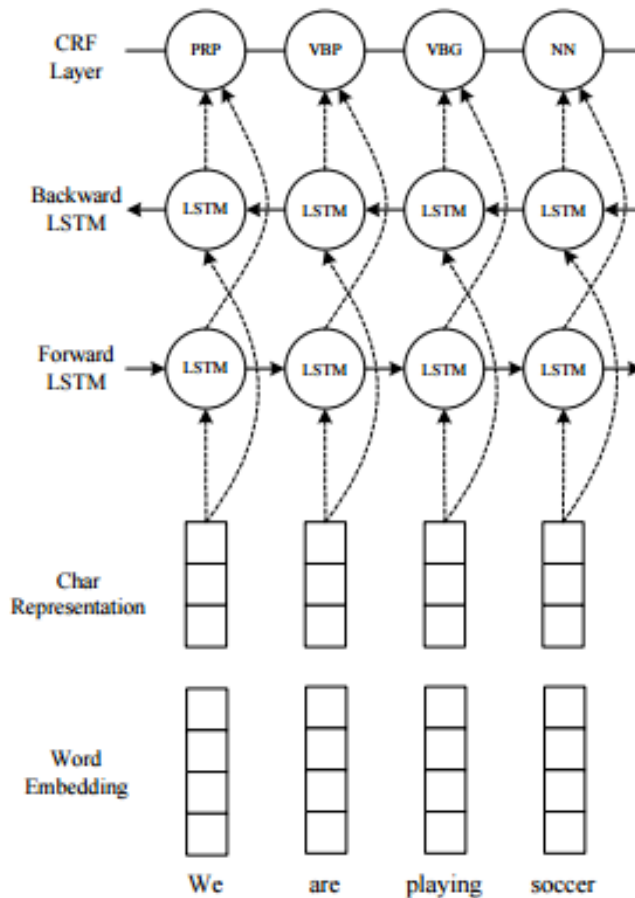 CRF
Layer
PRP VBP VBG NN
Backward
LSTM
LSTM LSTM LSTM LSTM
Forward
LSTM
LSTM LSTM LSTM LSTM
Char
Representation
Word
Embedding
We are playing soccer